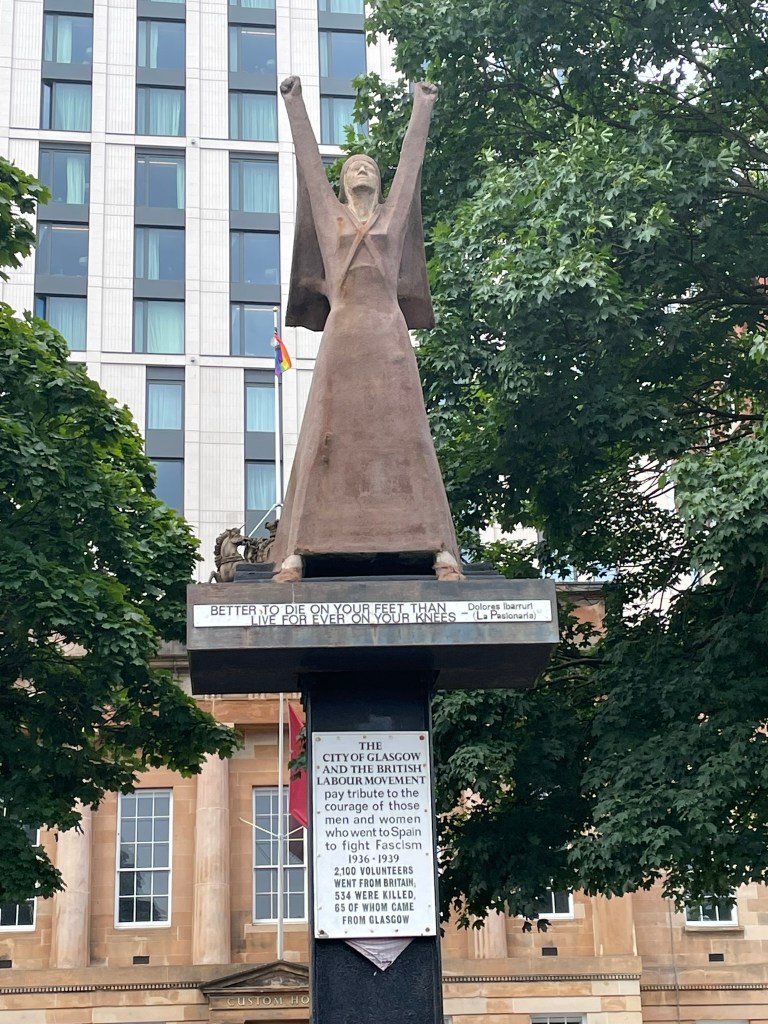 BETTER TO DIE ON YOUR FEET THAN
LIVE FOR EVER ON YOUR KNEES –
Dolores Ibarruri
(La Pasionaria)
THE
CITY OF GLASGOW
AND THE BRITISH
LABOUR MOVEMENT
pay tribute to the
courage of those
men and women
who went to Spain
to fight Fascism
1936 - 1939
2,100 VOLUNTEERS
WENT FROM BRITAIN,
534 WERE KILLED,
65 OF WHOM CAME
FROM GLASGOW
CUSTOM HO